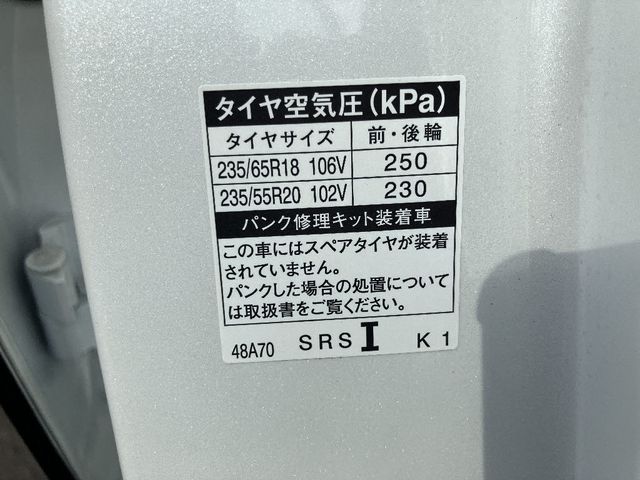 タイヤ空気圧(kPa)
タイヤサイズ 前・後輪
235/65R18 106V 250
235/55R20 102V 230
パンク修理キット装着車
この車にはスペアタイヤが装着
されていません。
パンクした場合の処置については
は取扱書をご覧ください。
48A70 SRS I K 1